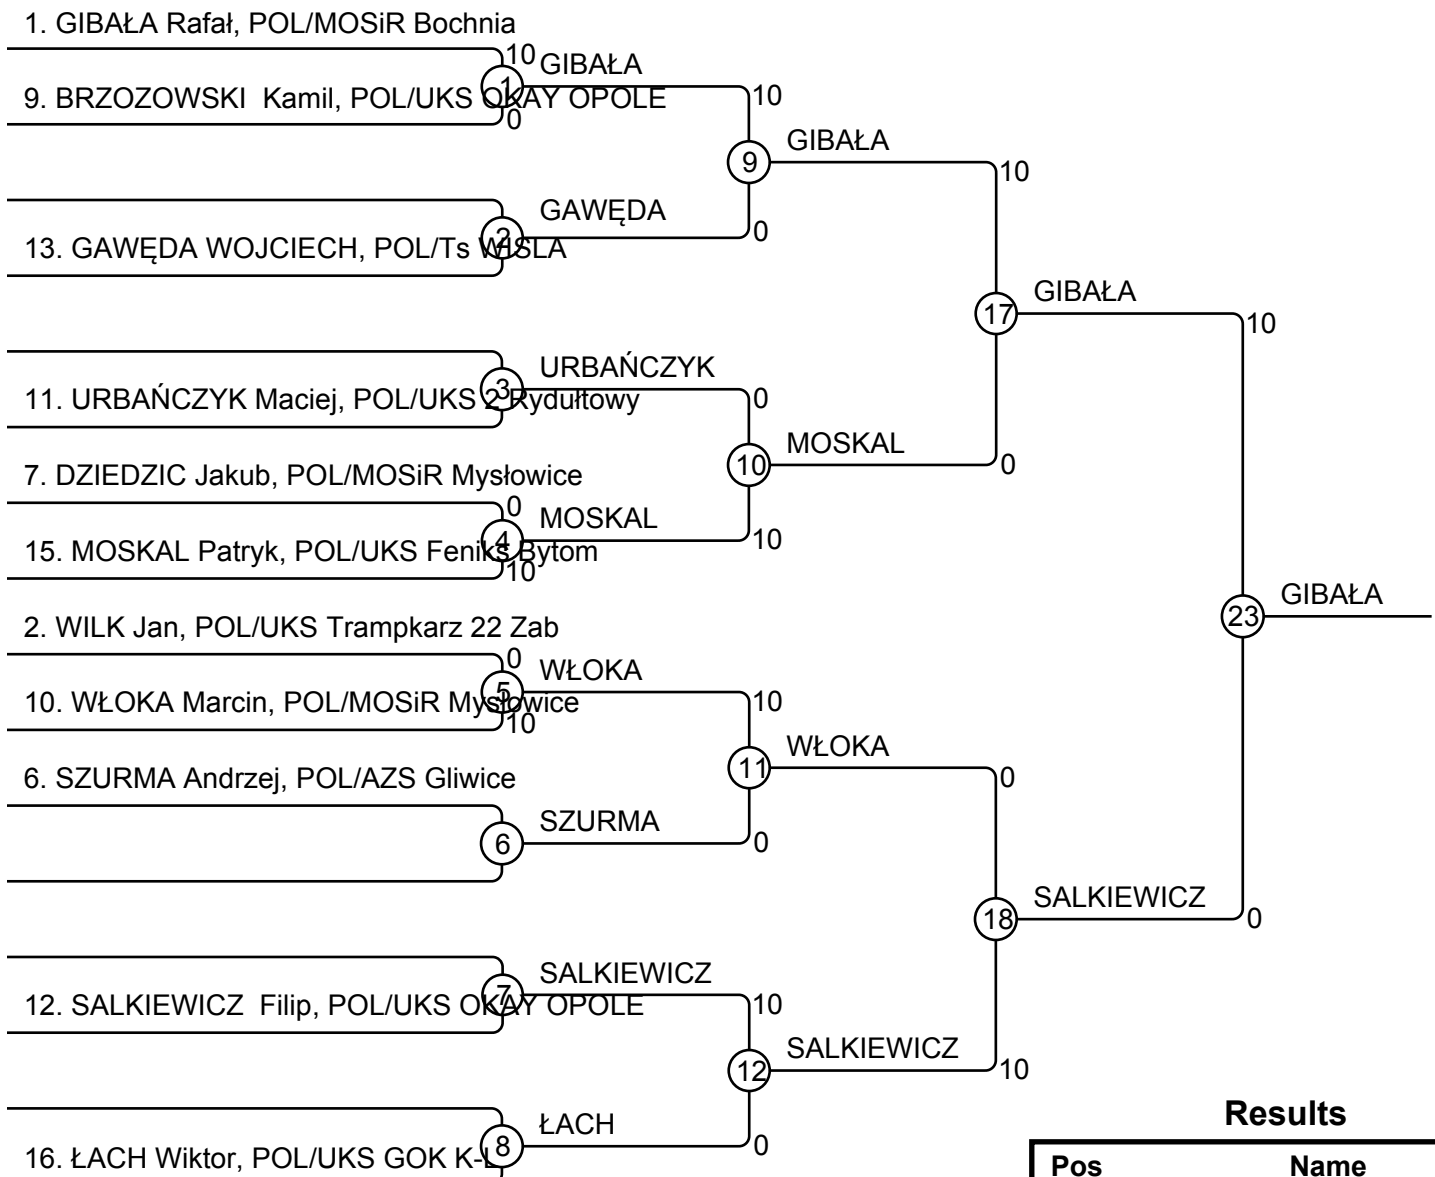 1. GIBAŁA Rafał, POL/MOSiR Bochnia
10
GIBAŁA
1
9. BRZOZOWSKI  Kamil, POL/UKS OKAY OPOLE
10
0
GIBAŁA
9
10
GAWĘDA
2
13. GAWĘDA WOJCIECH, POL/Ts WISLA
0
GIBAŁA
17
10
URBAŃCZYK
3
11. URBAŃCZYK Maciej, POL/UKS 2 Rydułtowy
0
MOSKAL
10
0
7. DZIEDZIC Jakub, POL/MOSiR Mysłowice
0
MOSKAL
4
15. MOSKAL Patryk, POL/UKS Feniks Bytom
10
10
GIBAŁA
23
2. WILK Jan, POL/UKS Trampkarz 22 Zab
0
WŁOKA
5
10. WŁOKA Marcin, POL/MOSiR Mysłowice
10
10
WŁOKA
11
0
6. SZURMA Andrzej, POL/AZS Gliwice
SZURMA
6
0
SALKIEWICZ
18
0
SALKIEWICZ
7
12. SALKIEWICZ  Filip, POL/UKS OKAY OPOLE
10
SALKIEWICZ
12
10
ŁACH
8
16. ŁACH Wiktor, POL/UKS GOK K-Ł
0
Results
Pos Name